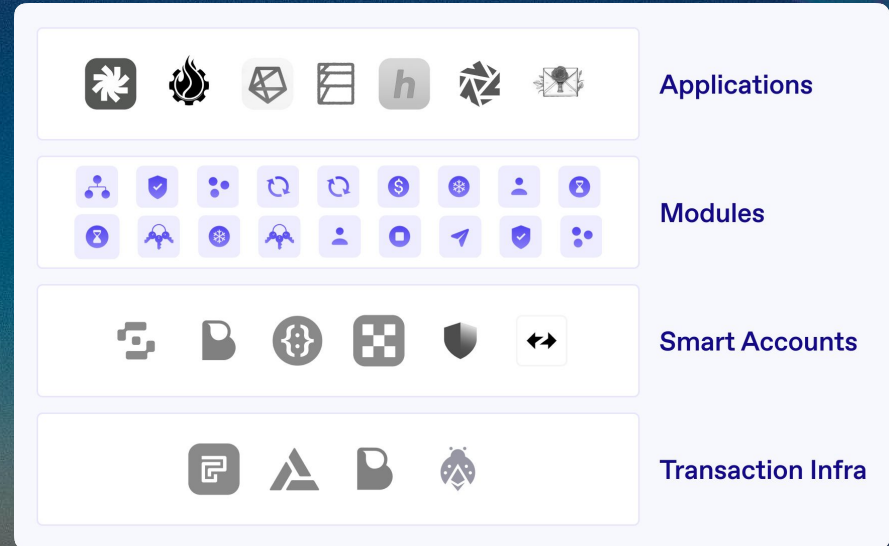 h
Applications
Modules
Smart Accounts
Transaction Infra